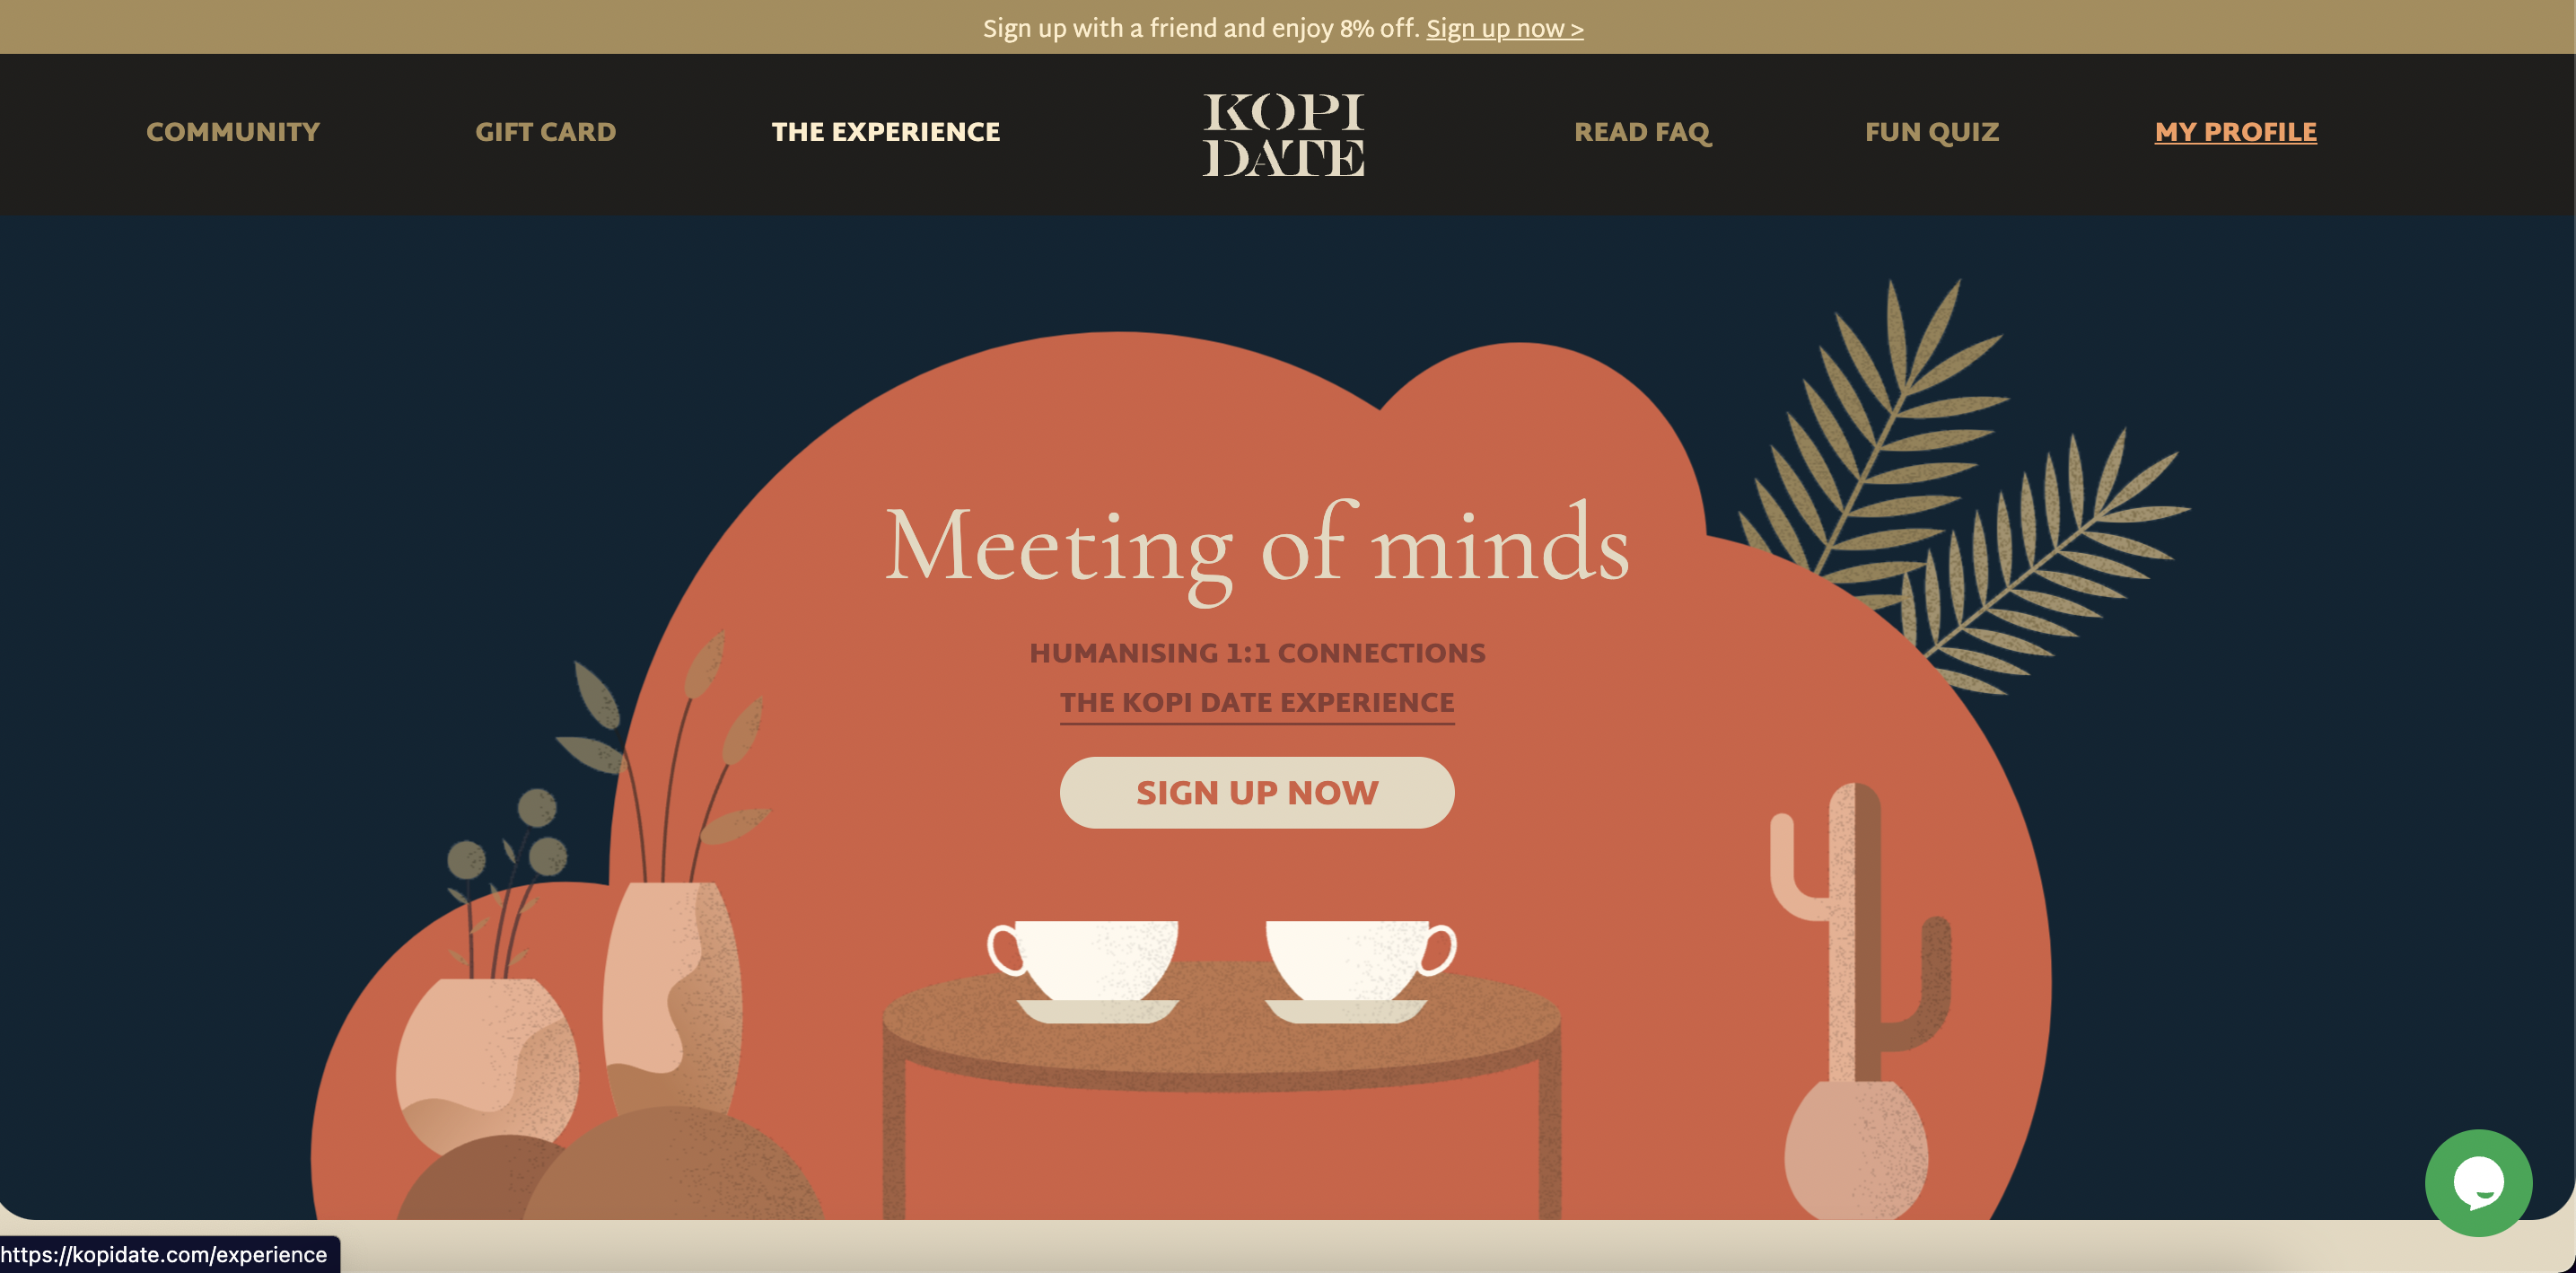 Sign up with a friend and enjoy 8% off. Sign up now >
COMMUNITY
GIFT CARD
THE EXPERIENCE
KOPI
DATE
READ FAQ
FUN QUIZ
MY PROFILE
Meeting of minds
HUMANISING 1:1 CONNECTIONS
THE KOPI DATE EXPERIENCE
SIGN UP NOW
https://kopidate.com/experience